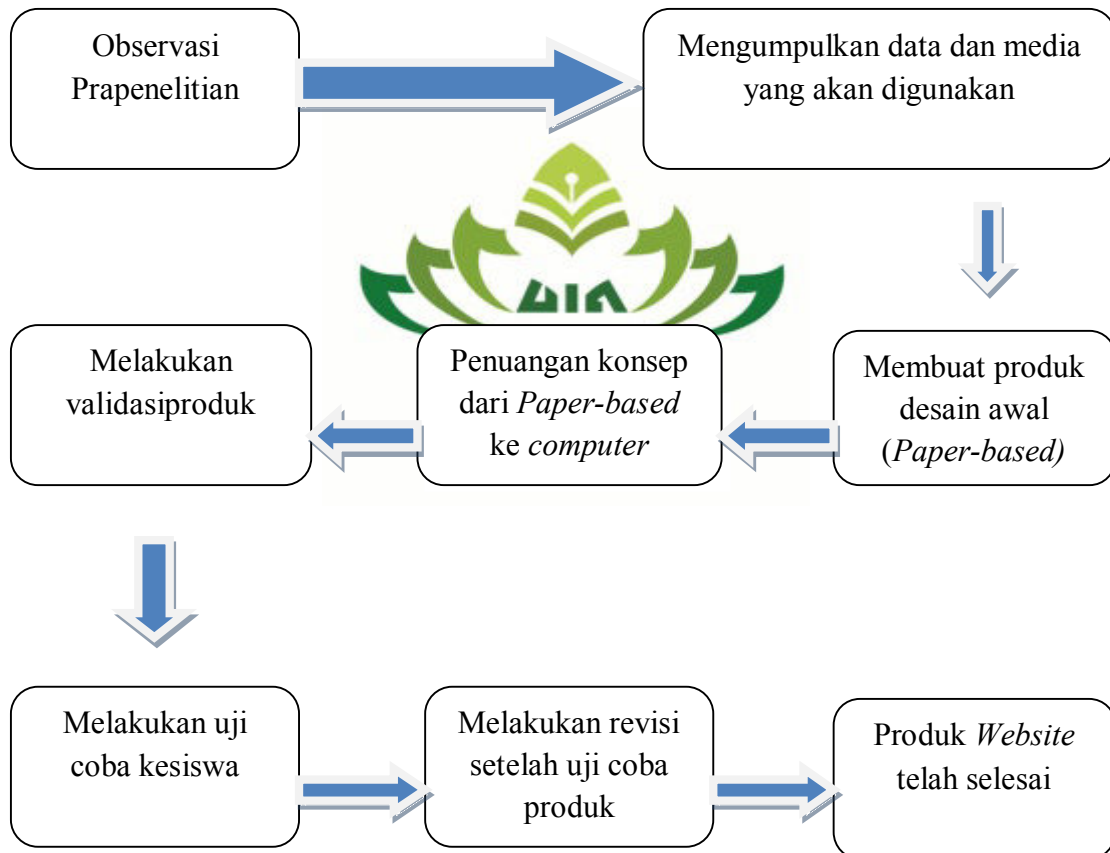 Observasi
Prapenelitian
Mengumpulkan data dan media
yang akan digunakan
UIN
Membuat produk
desain awal
(Paper-based)
Penuangan konsep
dari Paper-based
ke computer
Melakukan
validasiproduk
Melakukan uji
coba kesiswa
Melakukan revisi
setelah uji coba
produk
Produk Website
telah selesai